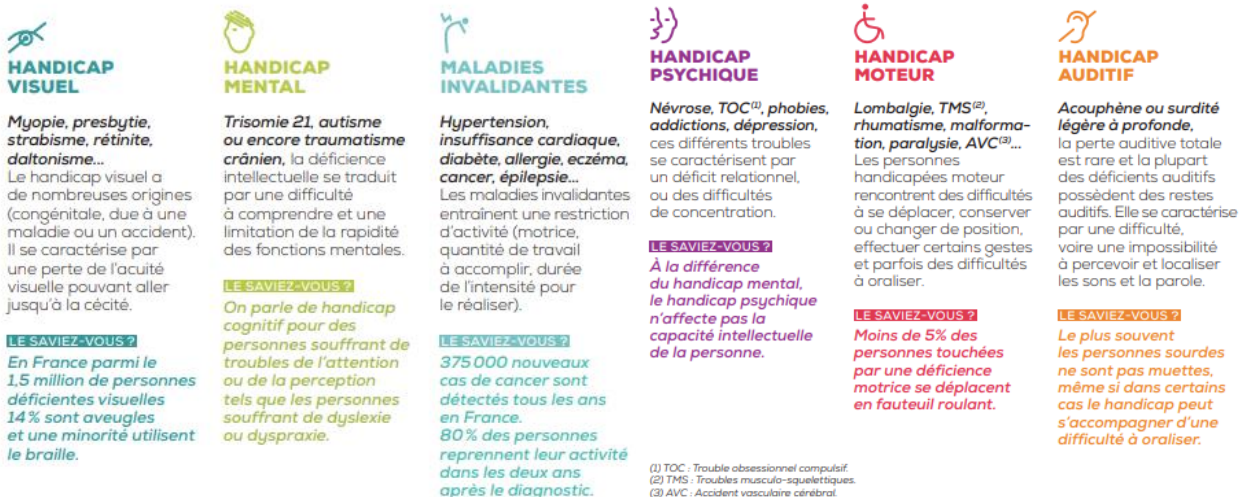 HANDICAP
VISUEL
Myopie, presbytie,
strabisme, rétinite,
daltonisme...
Le handicap visuel a
de nombreuses origines
(congénitale, due à une
maladie ou un accident).
Il se caractérise par
une perte de l'acuité
visuelle pouvant aller
jusqu'à la cécité.
LE SAVIEZ-VOUS ?
En France parmi le
1,5 million de personnes
déficientes visuelles
14 % sont aveugles
et une minorité utilisent
le braille.
HANDICAP
MENTAL
Trisomie 21, autisme
ou encore traumatisme
crânien, la déficience
intellectuelle se traduit
par une difficulté
à comprendre et une
limitation de la rapidité
des fonctions mentales.
LE SAVIEZ-VOUS ?
On parle de handicap
cognitif pour des
personnes souffrant de
troubles de l'attention
ou de la perception
tels que les personnes
souffrant de dyslexie
ou dyspraxie.
MALADIES
INVALIDANTES
Hypertension,
insuffisance cardiaque,
diabète, allergie, eczéma,
cancer, épilepsie...
Les maladies invalidantes
entraînent une restriction
d'activité (motrice,
quantité de travail
à accomplir, durée
de l'intensité pour
le réaliser).
LE SAVIEZ-VOUS ?
375 000 nouveaux
cas de cancer sont
détectés tous les ans
en France.
80 % des personnes
reprennent leur activité
dans les deux ans
après le diagnostic.
HANDICAP
PSYCHIQUE
Névrose, TOC(1), phobies,
addictions, dépression,
ces différents troubles
se caractérisent par
un déficit relationnel,
ou des difficultés
de concentration.
LE SAVIEZ-VOUS ?
À la différence
du handicap mental,
le handicap psychique
n'affecte pas la
capacité intellectuelle
de la personne.
HANDICAP
MOTEUR
Lombalgie, TMS(2),
rhumatisme, malforma-
tion, paralysie, AVC(3)...
Les personnes
handicapées moteur
rencontrent des difficultés
à se déplacer, conserver
ou changer de position,
effectuer certains gestes
et parfois des difficultés
à oraliser.
LE SAVIEZ-VOUS ?
Moins de 5% des
personnes touchées
par une déficience
motrice se déplacent
en fauteuil roulant.
HANDICAP
AUDITIF
Acouphène ou surdité
légère à profonde,
la perte auditive totale
est rare et la plupart
des déficients auditifs
possèdent des restes
auditifs. Elle se caractérise
par une difficulté,
voire une impossibilité
à percevoir et localiser
les sons et la parole.
LE SAVIEZ-VOUS ?
Le plus souvent
les personnes sourdes
ne sont pas muettes,
même si dans certains
cas le handicap peut
s'accompagner d'une
difficulté à oraliser.
(1) TOC : Trouble obsessionnel compulsif.
(2) TMS : Troubles musculo-squelettiques.
(3) AVC : Accident vasculaire cérébral.